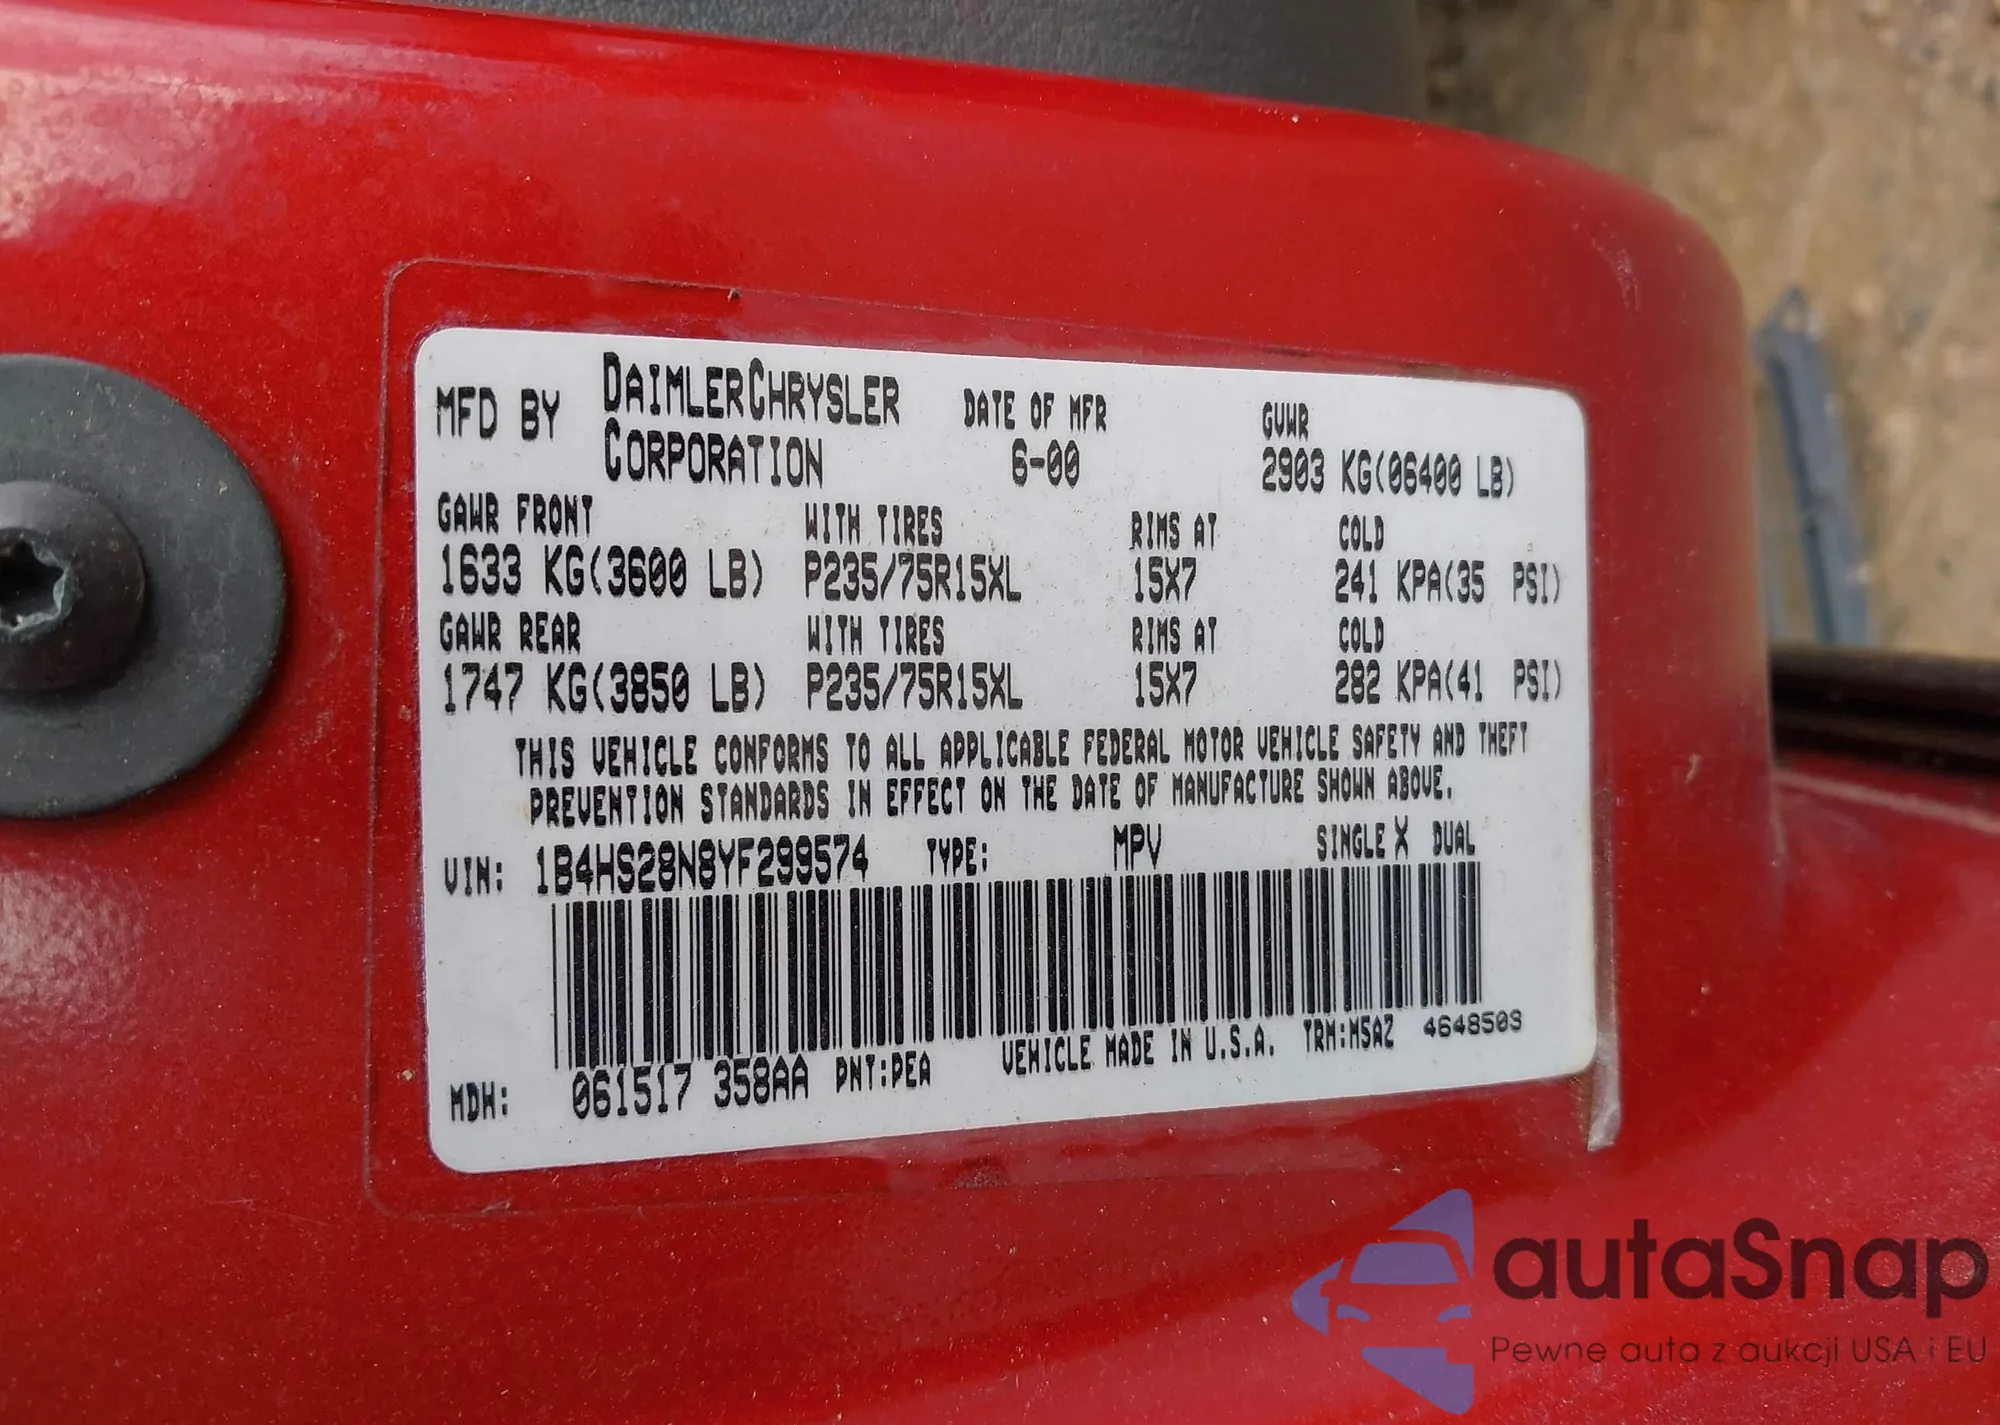 MFD BY DAIMLERCHRYSLER CORPORATION DATE OF MFR 6-00 GVWR 2903 KG(06400 LB)
GAWR FRONT WITH TIRES RIMS AT COLD
1633 KG(3600 LB) P235/75R15XL 15X7 241 KPA(35 PSI)
GAWR REAR WITH TIRES RIMS AT COLD
1747 KG(3850 LB) P235/75R15XL 15X7 282 KPA(41 PSI)
THIS VEHICLE CONFORMS TO ALL APPLICABLE FEDERAL MOTOR VEHICLE SAFETY AND THEFT
PREVENTION STANDARDS IN EFFECT ON THE DATE OF MANUFACTURE SHOWN ABOVE.
VIN: 1B4HS28N8YF299574 TYPE: MPV SINGLE X DUAL
MDH: 061517 358AA PNT:PEA VEHICLE MADE IN U.S.A. TRM:M5AZ 4648503
autaSnap
Pewne auta z aukcji USA i EU